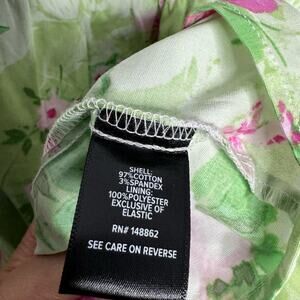 SHELL:
97%COTTON
3%SPANDEX
LINING:
100%POLYESTER
EXCLUSIVE OF
ELASTIC
RN# 148862
SEE CARE ON REVERSE